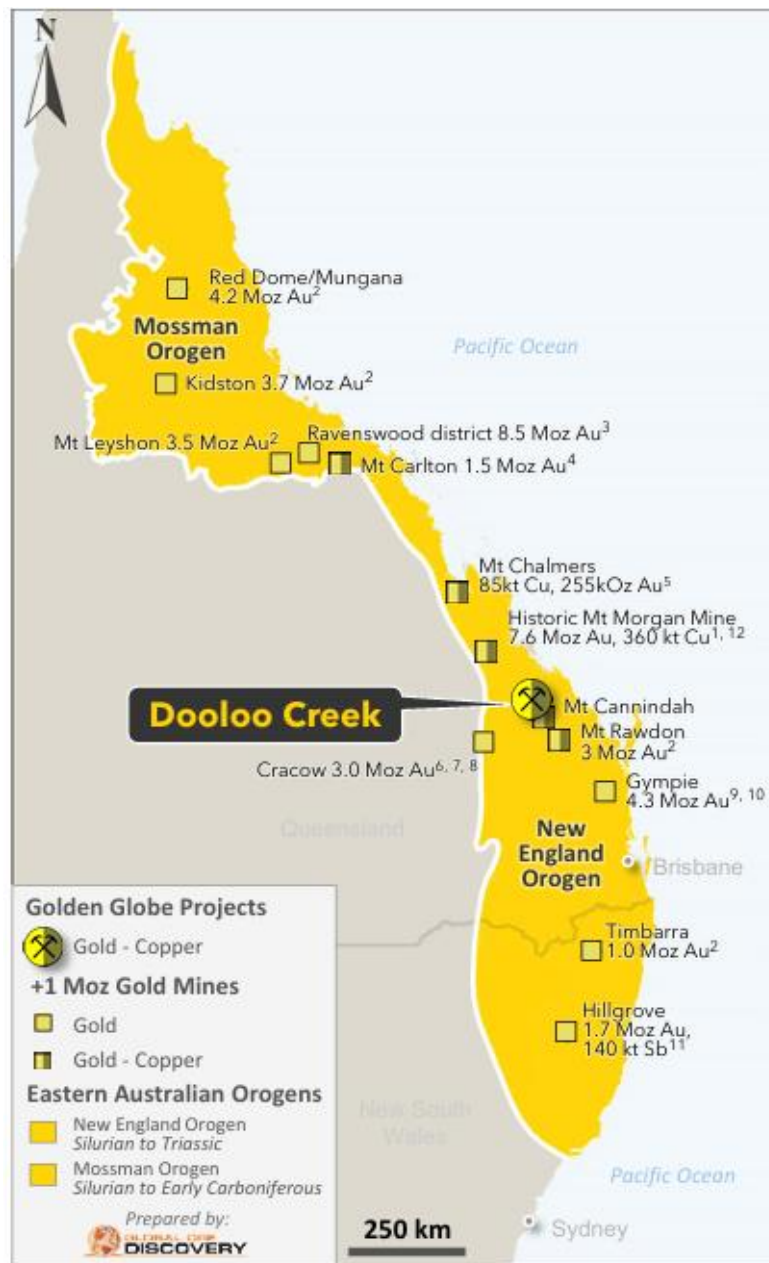 N
Red Dome/Mungana
4.2 Moz Au²
Mossman
Orogen
Pacific Ocean
Kidston 3.7 Moz Au²
Ravenswood district 8.5 Moz Au³
Mt Leyshon 3.5 Moz Au²
Mt Carlton 1.5 Moz Au⁴
Mt Chalmers
85kt Cu, 255kOz Au⁵
Historic Mt Morgan Mine
7.6 Moz Au, 360 kt Cu¹, ¹²
Dooloo Creek
Mt Cannindah
Mt Rawdon
3 Moz Au²
Cracow 3.0 Moz Au⁶, ⁷, ⁸
Gympie
4.3 Moz Au⁹, ¹⁰
Queensland
New
England
Orogen
Brisbane
Timbarra
1.0 Moz Au²
Hillgrove
1.7 Moz Au,
140 kt Sb¹¹
New South
Wales
Pacific Ocean
Sydney
Golden Globe Projects
Gold - Copper
+1 Moz Gold Mines
Gold
Gold - Copper
Eastern Australian Orogens
New England Orogen
Silurian to Triassic
Mossman Orogen
Silurian to Early Carboniferous
Prepared by:
GLOBAL ORE
DISCOVERY
250 km